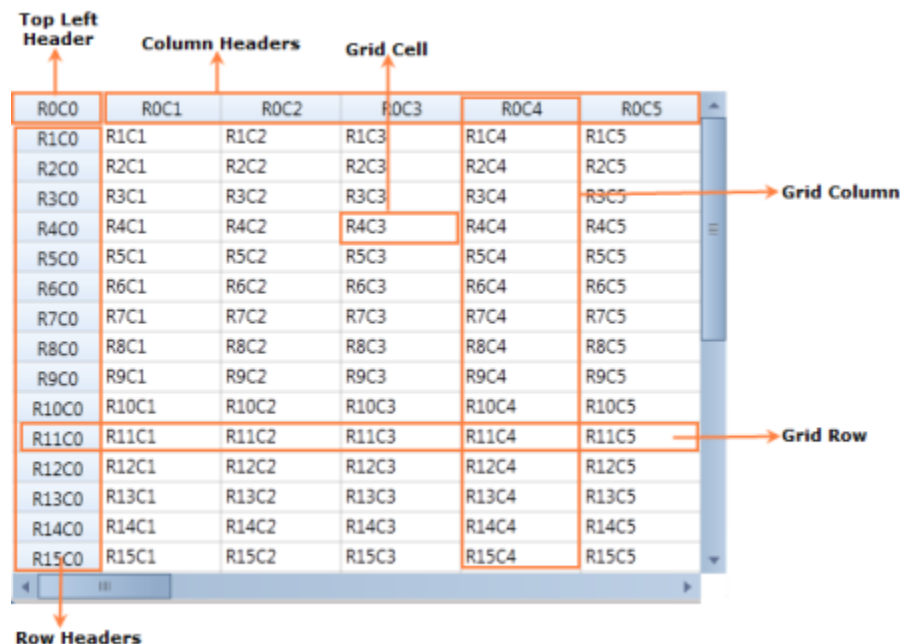 Top Left
Header
Column Headers
Grid Cell
R0C0 R0C1 R0C2 R0C3 R0C4 R0C5
R1C0 R1C1 R1C2 R1C3 R1C4 R1C5
R2C0 R2C1 R2C2 R2C3 R2C4 R2C5
R3C0 R3C1 R3C2 R3C3 R3C4 R3C5 Grid Column
R4C0 R4C1 R4C2 R4C3 R4C4 R4C5
R5C0 R5C1 R5C2 R5C3 R5C4 R5C5
R6C0 R6C1 R6C2 R6C3 R6C4 R6C5
R7C0 R7C1 R7C2 R7C3 R7C4 R7C5
R8C0 R8C1 R8C2 R8C3 R8C4 R8C5
R9C0 R9C1 R9C2 R9C3 R9C4 R9C5
R10C0 R10C1 R10C2 R10C3 R10C4 R10C5
R11C0 R11C1 R11C2 R11C3 R11C4 R11C5 Grid Row
R12C0 R12C1 R12C2 R12C3 R12C4 R12C5
R13C0 R13C1 R13C2 R13C3 R13C4 R13C5
R14C0 R14C1 R14C2 R14C3 R14C4 R14C5
R15C0 R15C1 R15C2 R15C3 R15C4 R15C5
Row Headers